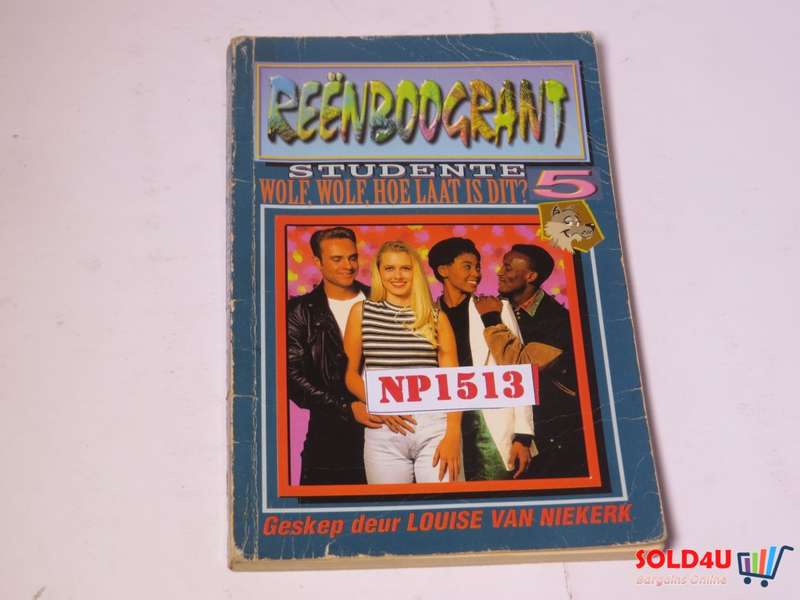 REËNBOOGRANT
STUDENTE
WOLF, WOLF, HOE LAAT IS DIT?
5
NP1513
Geskep deur LOUISE VAN NIEKERK
SOLD4U
Bargains Online